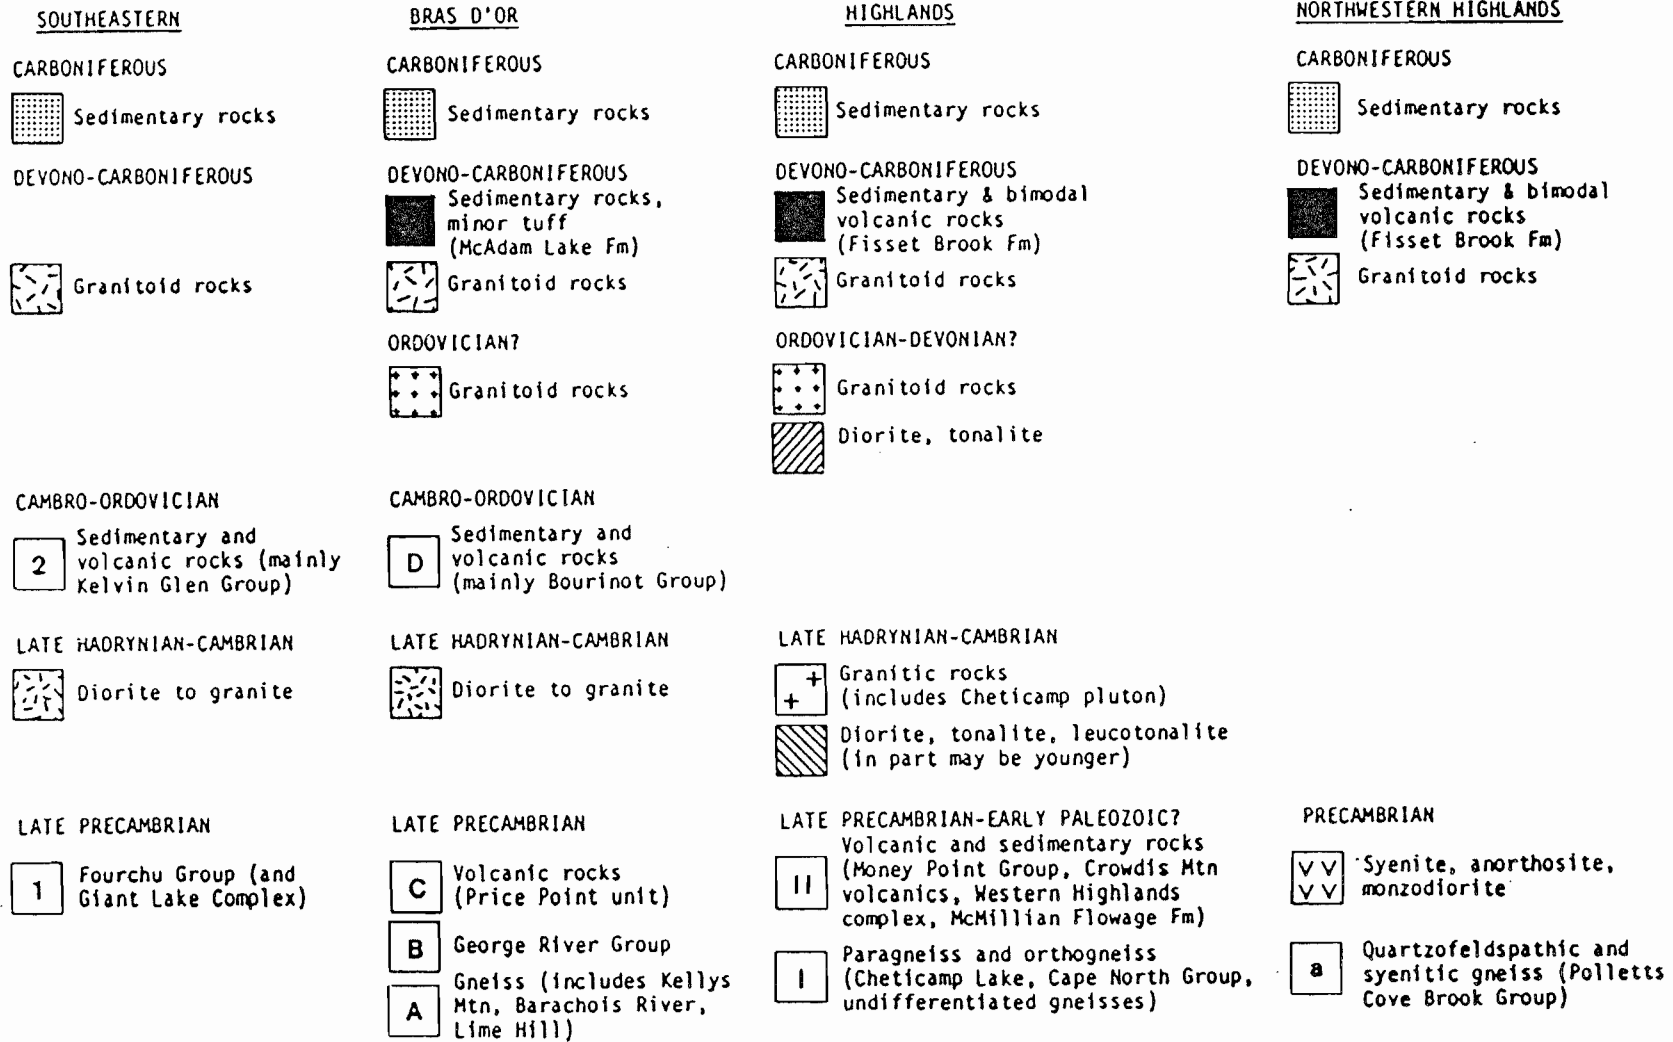 SOUTHEASTERN
CARBONIFEROUS
Sedimentary rocks
DEVONO-CARBONIFEROUS
Granitoid rocks
CAMBRO-ORDOVICIAN
2
Sedimentary and
volcanic rocks (mainly
Kelvin Glen Group)
LATE HADRYNIAN-CAMBRIAN
Diorite to granite
LATE PRECAMBRIAN
1
Fourchu Group (and
Giant Lake Complex)
BRAS D'OR
CARBONIFEROUS
Sedimentary rocks
DEVONO-CARBONIFEROUS
Sedimentary rocks,
minor tuff
(McAdam Lake Fm)
Granitoid rocks
ORDOVICIAN?
Granitoid rocks
CAMBRO-ORDOVICIAN
D
Sedimentary and
volcanic rocks
(mainly Bourinot Group)
LATE HADRYNIAN-CAMBRIAN
Diorite to granite
LATE PRECAMBRIAN
C
Volcanic rocks
(Price Point unit)
B
George River Group
A
Gneiss (includes Kellys
Mtn, Barachois River,
Lime Hill)
HIGHLANDS
CARBONIFEROUS
Sedimentary rocks
DEVONO-CARBONIFEROUS
Sedimentary & bimodal
volcanic rocks
(Fisset Brook Fm)
Granitoid rocks
ORDOVICIAN-DEVONIAN?
Granitoid rocks
Diorite, tonalite
LATE HADRYNIAN-CAMBRIAN
Granitic rocks
(includes Cheticamp pluton)
Diorite, tonalite, leucotonalite
(in part may be younger)
LATE PRECAMBRIAN-EARLY PALEOZOIC?
II
Volcanic and sedimentary rocks
(Money Point Group, Crowdis Mtn
volcanics, Western Highlands
complex, McMillian Flowage Fm)
I
Paragneiss and orthogneiss
(Cheticamp Lake, Cape North Group,
undifferentiated gneisses)
NORTHWESTERN HIGHLANDS
CARBONIFEROUS
Sedimentary rocks
DEVONO-CARBONIFEROUS
Sedimentary & bimodal
volcanic rocks
(Fisset Brook Fm)
Granitoid rocks
PRECAMBRIAN
Syenite, anorthosite,
monzodiorite
a
Quartzofeldspathic and
syenitic gneiss (Polletts
Cove Brook Group)